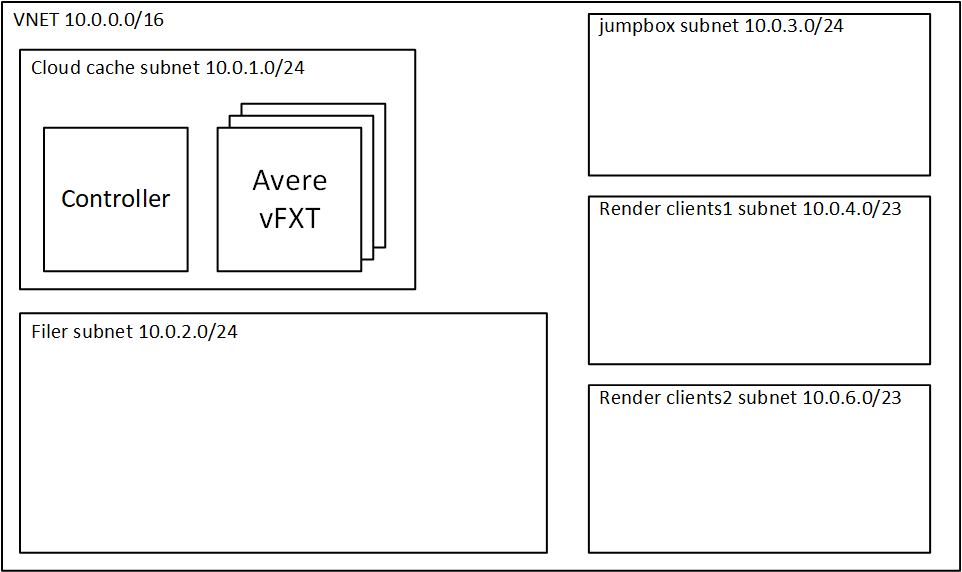 VNET 10.0.0.0/16
Cloud cache subnet 10.0.1.0/24
Controller
Avere
vFXT
Filer subnet 10.0.2.0/24
jumpbox subnet 10.0.3.0/24
Render clients1 subnet 10.0.4.0/23
Render clients2 subnet 10.0.6.0/23